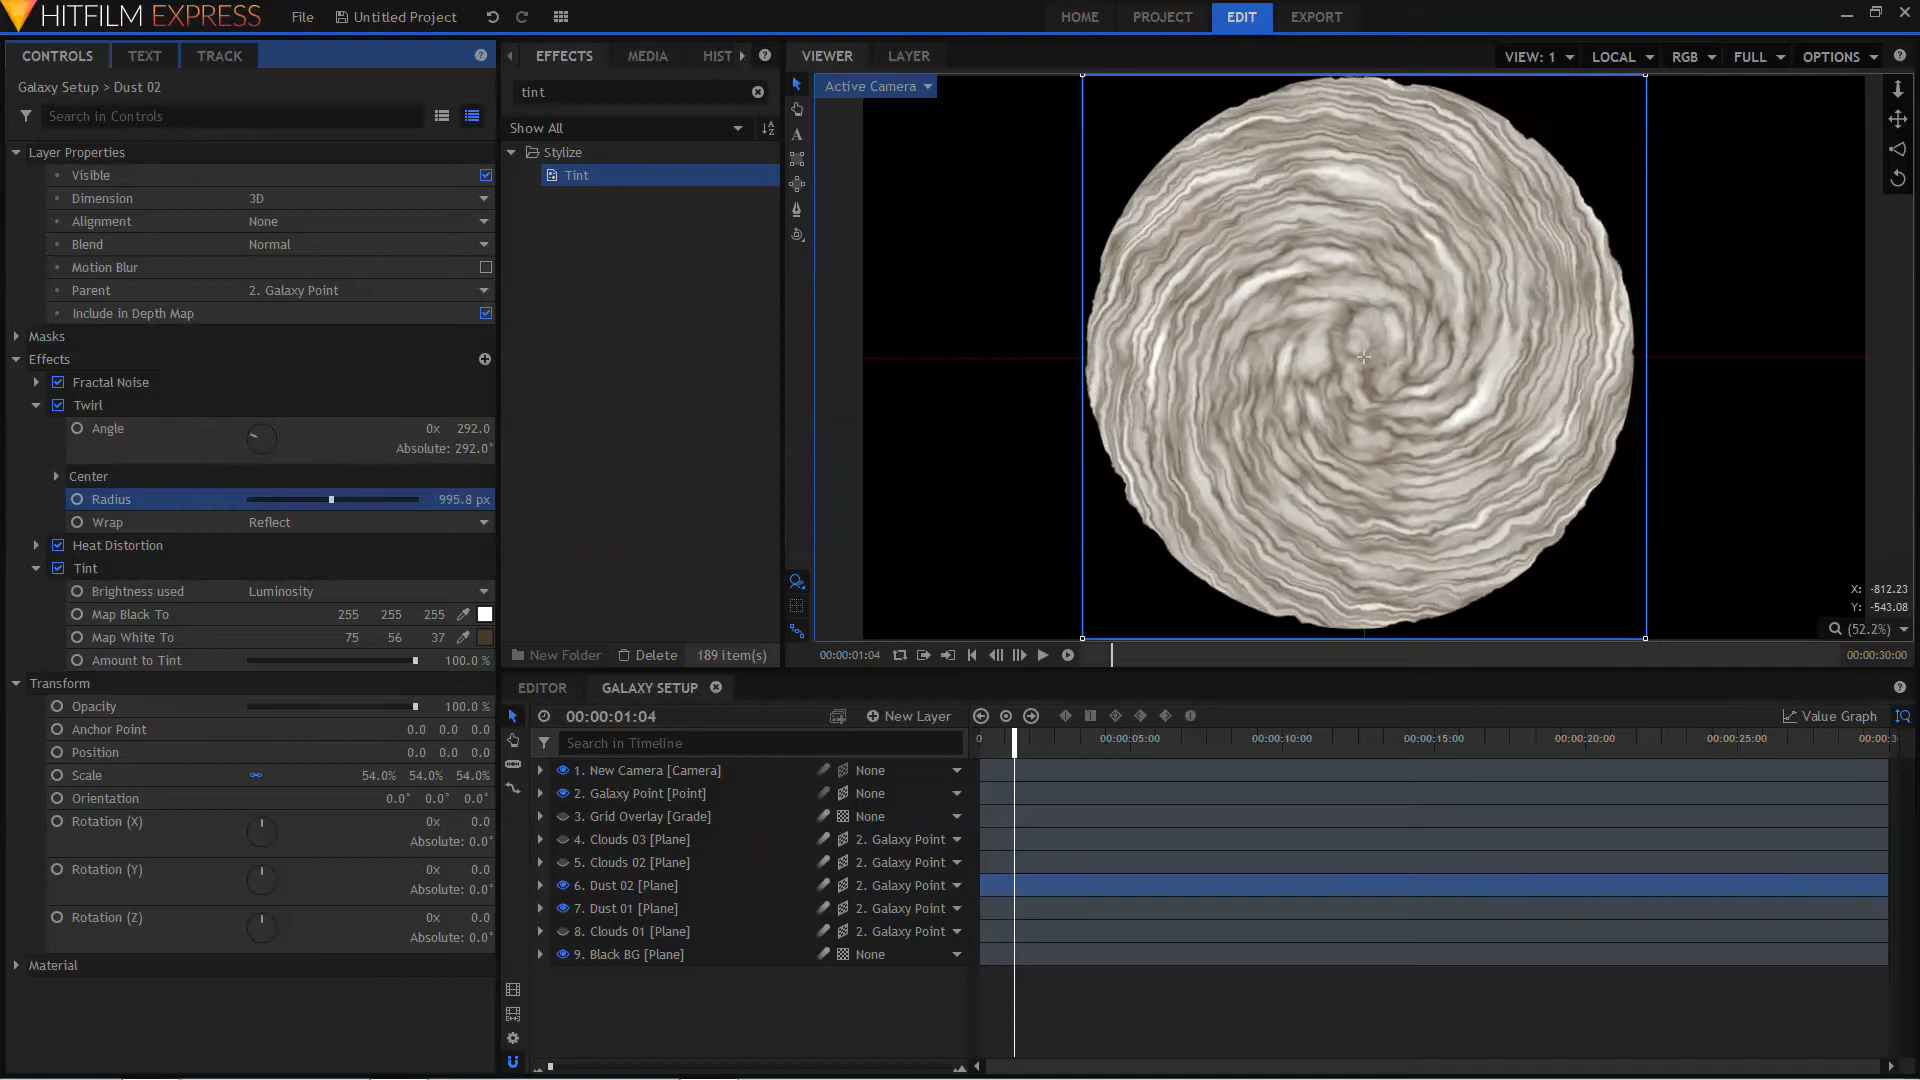 HITFILM EXPRESS File Untitled Project HOME PROJECT EDIT EXPORT
CONTROLS TEXT TRACK
Galaxy Setup > Dust 02
Search in Controls
Layer Properties
Visible
Dimension 3D
Alignment None
Blend Normal
Motion Blur
Parent 2. Galaxy Point
Include in Depth Map
Masks
Effects
Fractal Noise
Twirl
Angle 0x 292.0
Absolute: 292.0°
Center
Radius 995.8 px
Wrap Reflect
Heat Distortion
Tint
Brightness used Luminosity
Map Black To 255 255 255
Map White To 75 56 37
Amount to Tint 100.0 %
Transform
Opacity 100.0 %
Anchor Point 0.0 0.0 0.0
Position 0.0 0.0 0.0
Scale 54.0% 54.0% 54.0%
Orientation 0.0° 0.0° 0.0°
Rotation (X) 0x 0.0
Absolute: 0.0°
Rotation (Y) 0x 0.0
Absolute: 0.0°
Rotation (Z) 0x 0.0
Absolute: 0.0°
Material
EFFECTS MEDIA HIST
tint
Show All
Stylize
Tint
New Folder Delete 189 item(s)
VIEWER LAYER VIEW: 1 LOCAL RGB FULL OPTIONS
Active Camera
X: -812.23
Y: -543.08
(52.2%)
00:00:01:04 00:00:30:00
EDITOR GALAXY SETUP
00:00:01:04 New Layer Value Graph
Search in Timeline
0 00:00:05:00 00:00:10:00 00:00:15:00 00:00:20:00 00:00:25:00 00:00:3
1. New Camera [Camera] None
2. Galaxy Point [Point] None
3. Grid Overlay [Grade] None
4. Clouds 03 [Plane] 2. Galaxy Point
5. Clouds 02 [Plane] 2. Galaxy Point
6. Dust 02 [Plane] 2. Galaxy Point
7. Dust 01 [Plane] 2. Galaxy Point
8. Clouds 01 [Plane] 2. Galaxy Point
9. Black BG [Plane] None